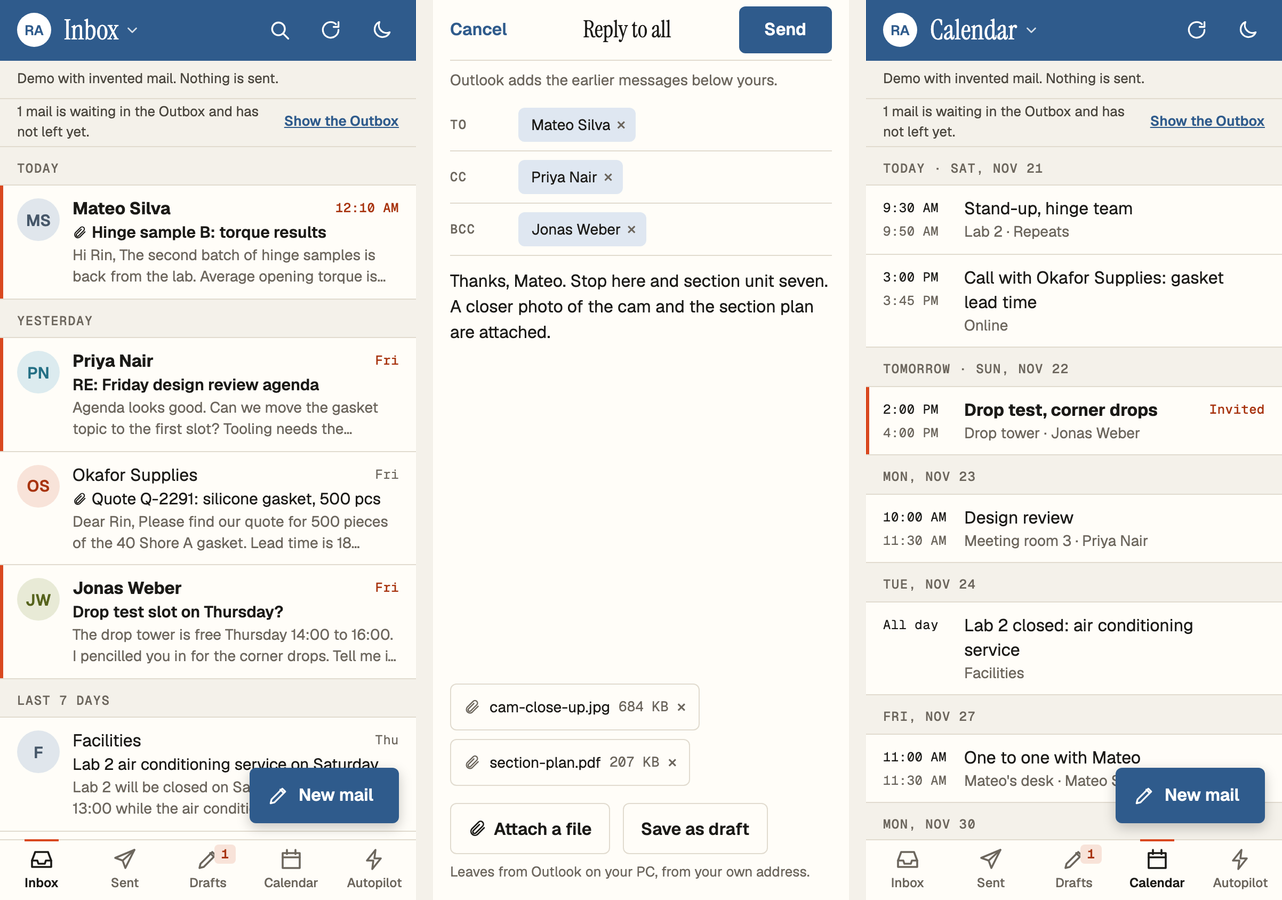 RA Inbox
Demo with invented mail. Nothing is sent.
1 mail is waiting in the Outbox and has
not left yet.
Show the Outbox
TODAY
MS
Mateo Silva 12:10 AM
Hinge sample B: torque results
Hi Rin, The second batch of hinge samples is
back from the lab. Average opening torque is…
YESTERDAY
PN
Priya Nair Fri
RE: Friday design review agenda
Agenda looks good. Can we move the gasket
topic to the first slot? Tooling needs the…
OS
Okafor Supplies Fri
Quote Q-2291: silicone gasket, 500 pcs
Dear Rin, Please find our quote for 500 pieces
of the 40 Shore A gasket. Lead time is 18…
JW
Jonas Weber Fri
Drop test slot on Thursday?
The drop tower is free Thursday 14:00 to 16:00.
I pencilled you in for the corner drops. Tell me i…
LAST 7 DAYS
F
Facilities Thu
Lab 2 air conditioning service on Saturday
Lab 2 will be closed on Sa
13:00 while the air conditi
New mail
Inbox Sent Drafts 1 Calendar Autopilot
Cancel Reply to all Send
Outlook adds the earlier messages below yours.
TO Mateo Silva ×
CC Priya Nair ×
BCC Jonas Weber ×
Thanks, Mateo. Stop here and section unit seven.
A closer photo of the cam and the section plan
are attached.
cam-close-up.jpg 684 KB ×
section-plan.pdf 207 KB ×
Attach a file Save as draft
Leaves from Outlook on your PC, from your own address.
RA Calendar
Demo with invented mail. Nothing is sent.
1 mail is waiting in the Outbox and has
not left yet.
Show the Outbox
TODAY · SAT, NOV 21
9:30 AM Stand-up, hinge team
9:50 AM Lab 2 · Repeats
3:00 PM Call with Okafor Supplies: gasket
3:45 PM lead time
Online
TOMORROW · SUN, NOV 22
2:00 PM Drop test, corner drops Invited
4:00 PM Drop tower · Jonas Weber
MON, NOV 23
10:00 AM Design review
11:30 AM Meeting room 3 · Priya Nair
TUE, NOV 24
All day Lab 2 closed: air conditioning
service
Facilities
FRI, NOV 27
11:00 AM One to one with Mateo
11:30 AM Mateo's desk · Mateo S
New mail
MON, NOV 30
Inbox Sent Drafts 1 Calendar Autopilot